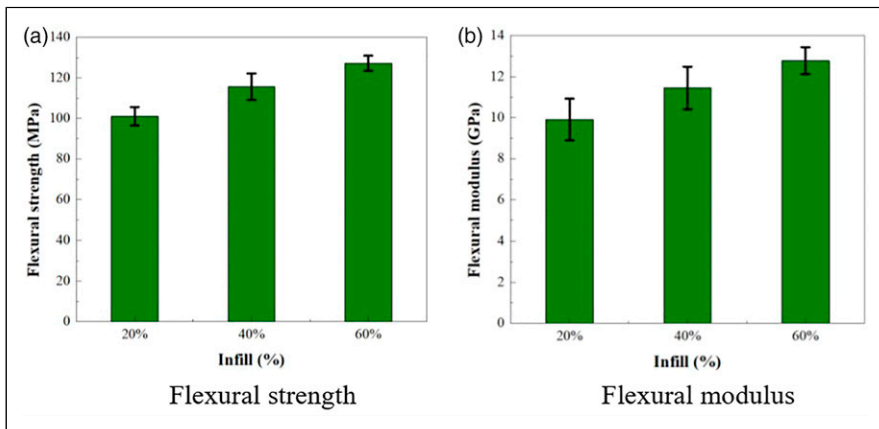 (a)
Flexural strength (MPa)
140
120
100
80
60
40
20
0
20% 40% 60%
Infill (%)
Flexural strength
(b)
Flexural modulus (GPa)
14
12
10
8
6
4
2
0
20% 40% 60%
Infill (%)
Flexural modulus